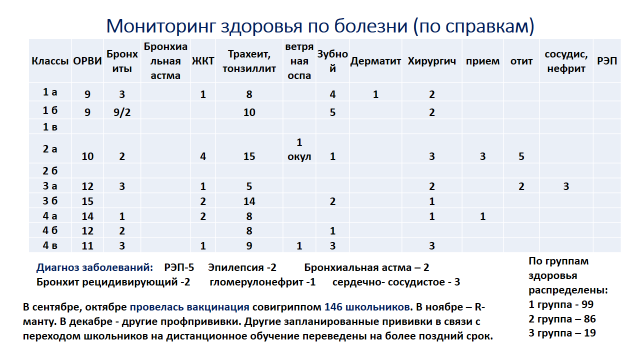 Мониторинг здоровья по болезни (по справкам)
Классы ОРВИ Бронхиты Бронхиальная астма ЖКТ Трахеит, тонзиллит ветряная оспа Зубной Дерматит Хирургич прием отит сосудис, нефрит РЭП
1 а 9 3 1 8 4 1 2
1 б 9 9/2 10 5 2
1 в
2 а 10 2 4 15 1 окул 1 3 3 5
2 б
3 а 12 3 1 5 2 2 3
3 б 15 2 14 2 1
4 а 14 1 2 8 1 1
4 б 12 2 8 1
4 в 11 3 1 9 1 3 3
Диагноз заболеваний: РЭП-5 Эпилепсия -2 Бронхиальная астма – 2
Бронхит рецидивирующий -2 гломерулонефрит -1 сердечно- сосудистое - 3
В сентябре, октябре провелась вакцинация совигриппом 146 школьников. В ноябре – R-
манту. В декабре - другие профпрививки. Другие запланированные прививки в связи с
переходом школьников на дистанционное обучение переведены на более поздний срок.
По группам
здоровья
распределены:
1 группа - 99
2 группа – 86
3 группа – 19